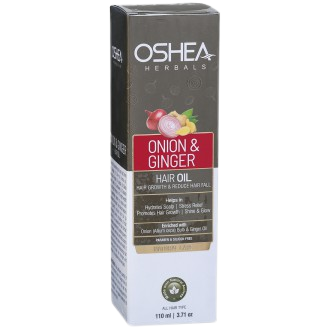 OSHEA
HERBALS
ONION &
GINGER
HAIR OIL
HAIR GROWTH & REDUCE HAIR FALL
Helps in
Hydrates Scalp | Stress Relief
Promotes Hair Growth | Shine & Glow
Enriched with
Onion (Allium cepa) Bulb & Ginger Oil
PARABEN & SILICON FREE
ALL HAIR TYPE
110 ml | 3.71 oz
ONION & GINGER